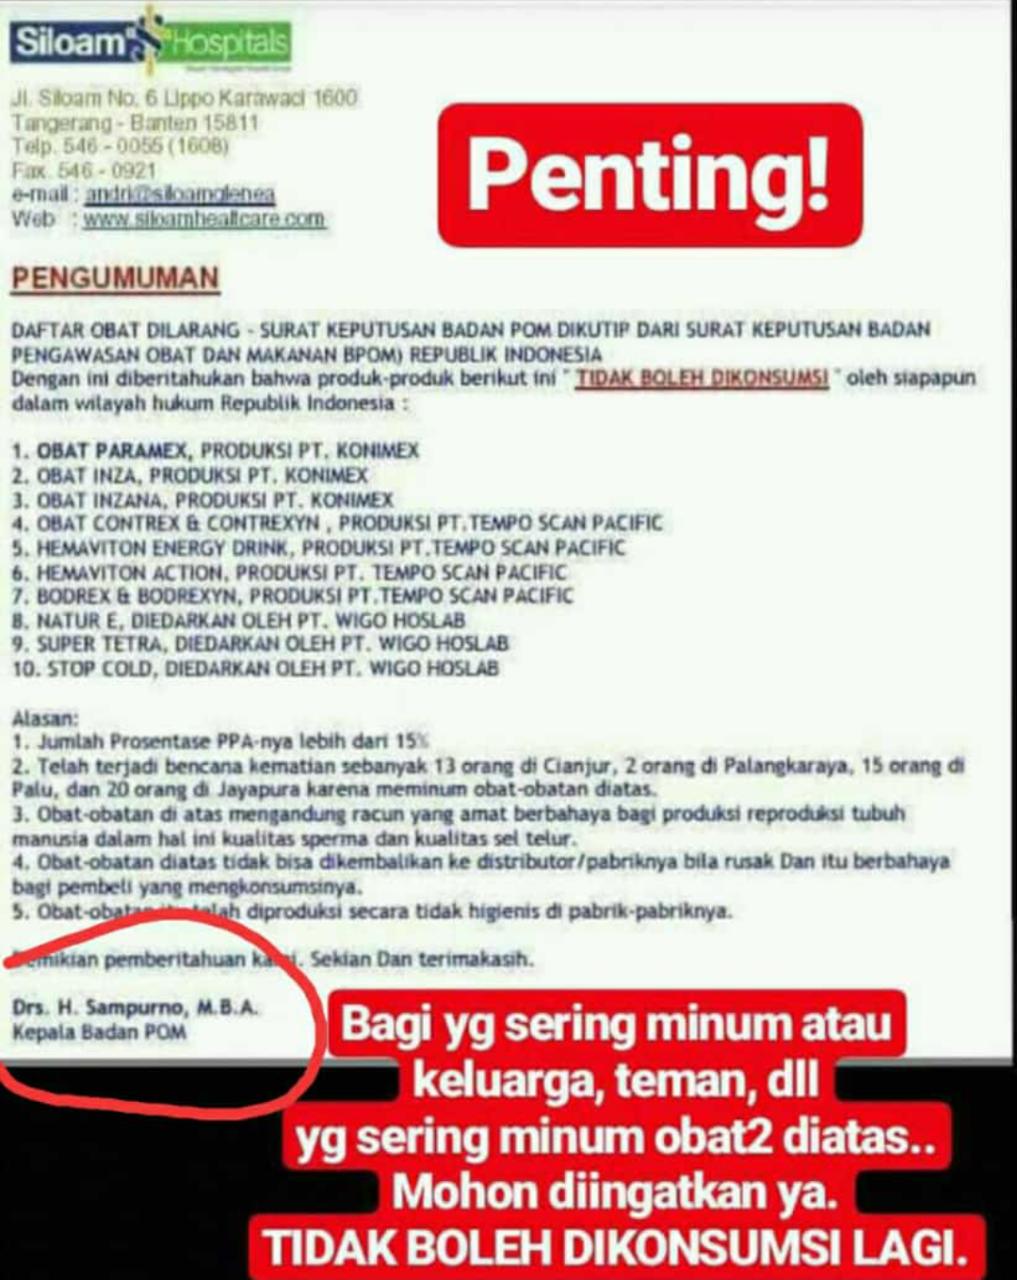 Siloam Hospitals
Jl. Siloam No. 6 Lippo Karawaci 1600
Tangerang - Banten 15811
Telp. 546 - 0055 (1608)
Fax. 546 - 0921
e-mail : andri@siloamglenea
Web : www.siloamhealtcare.com
Penting!
PENGUMUMAN
DAFTAR OBAT DILARANG - SURAT KEPUTUSAN BADAN POM DIKUTIP DARI SURAT KEPUTUSAN BADAN
PENGAWASAN OBAT DAN MAKANAN BPOM) REPUBLIK INDONESIA
Dengan ini diberitahukan bahwa produk-produk berikut ini " TIDAK BOLEH DIKONSUMSI " oleh siapapun
dalam wilayah hukum Republik Indonesia :
1. OBAT PARAMEX, PRODUKSI PT. KONIMEX
2. OBAT INZA, PRODUKSI PT. KONIMEX
3. OBAT INZANA, PRODUKSI PT. KONIMEX
4. OBAT CONTREX & CONTREXYN , PRODUKSI PT.TEMPO SCAN PACIFIC
5. HEMAVITON ENERGY DRINK, PRODUKSI PT.TEMPO SCAN PACIFIC
6. HEMAVITON ACTION, PRODUKSI PT. TEMPO SCAN PACIFIC
7. BODREX & BODREXYN, PRODUKSI PT.TEMPO SCAN PACIFIC
8. NATUR E, DIEDARKAN OLEH PT. WIGO HOSLAB
9. SUPER TETRA, DIEDARKAN OLEH PT. WIGO HOSLAB
10. STOP COLD, DIEDARKAN OLEH PT. WIGO HOSLAB
Alasan:
1. Jumlah Prosentase PPA-nya lebih dari 15%
2. Telah terjadi bencana kematian sebanyak 13 orang di Cianjur, 2 orang di Palangkaraya, 15 orang di
Palu, dan 20 orang di Jayapura karena meminum obat-obatan diatas.
3. Obat-obatan di atas mengandung racun yang amat berbahaya bagi produksi reproduksi tubuh
manusia dalam hal ini kualitas sperma dan kualitas sel telur.
4. Obat-obatan diatas tidak bisa dikembalikan ke distributor/pabriknya bila rusak Dan itu berbahaya
bagi pembeli yang mengkonsumsinya.
5. Obat-obatan telah diproduksi secara tidak higienis di pabrik-pabriknya.
Demikian pemberitahuan kami. Sekian Dan terimakasih.
Drs. H. Sampurno, M.B.A.
Kepala Badan POM
Bagi yg sering minum atau
keluarga, teman, dll
yg sering minum obat2 diatas..
Mohon diingatkan ya.
TIDAK BOLEH DIKONSUMSI LAGI.